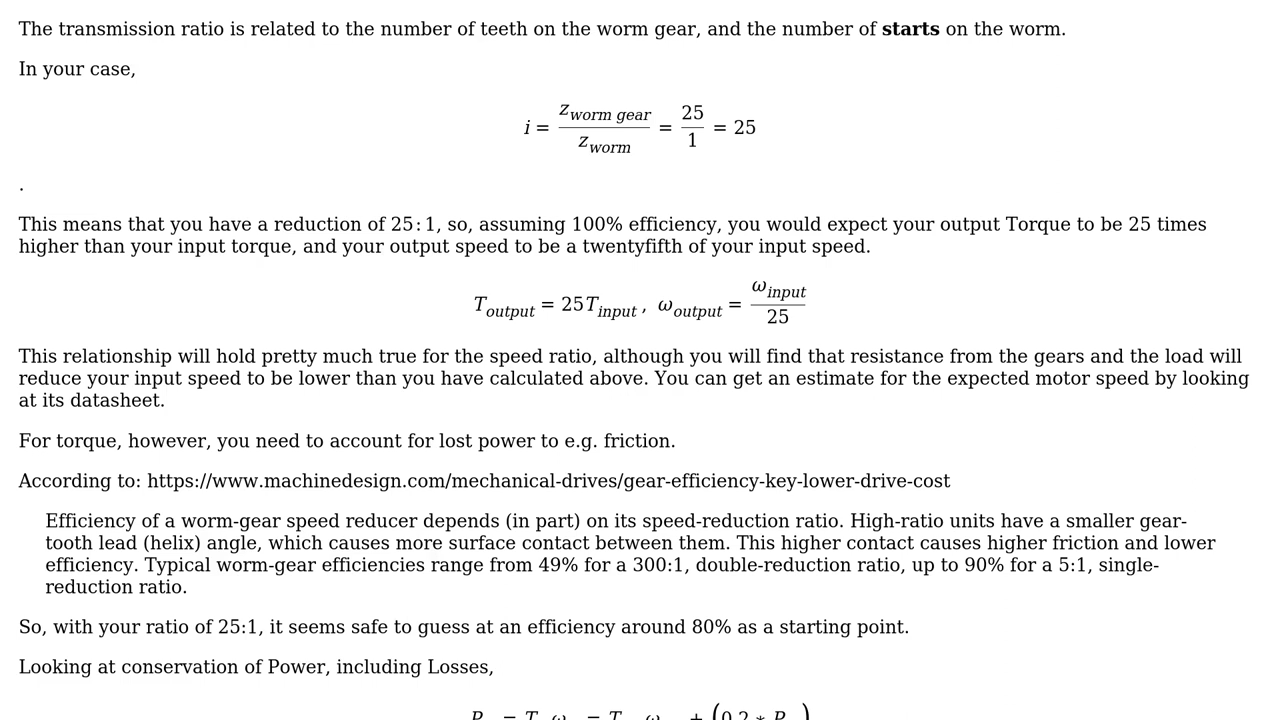 The transmission ratio is related to the number of teeth on the worm gear, and the number of starts on the worm.
In your case,
i = z_worm gear / z_worm = 25 / 1 = 25
.
This means that you have a reduction of 25:1, so, assuming 100% efficiency, you would expect your output Torque to be 25 times
higher than your input torque, and your output speed to be a twentyfifth of your input speed.
T_output = 25T_input , ω_output = ω_input / 25
This relationship will hold pretty much true for the speed ratio, although you will find that resistance from the gears and the load will
reduce your input speed to be lower than you have calculated above. You can get an estimate for the expected motor speed by looking
at its datasheet.
For torque, however, you need to account for lost power to e.g. friction.
According to: https://www.machinedesign.com/mechanical-drives/gear-efficiency-key-lower-drive-cost
Efficiency of a worm-gear speed reducer depends (in part) on its speed-reduction ratio. High-ratio units have a smaller gear-
tooth lead (helix) angle, which causes more surface contact between them. This higher contact causes higher friction and lower
efficiency. Typical worm-gear efficiencies range from 49% for a 300:1, double-reduction ratio, up to 90% for a 5:1, single-
reduction ratio.
So, with your ratio of 25:1, it seems safe to guess at an efficiency around 80% as a starting point.
Looking at conservation of Power, including Losses,